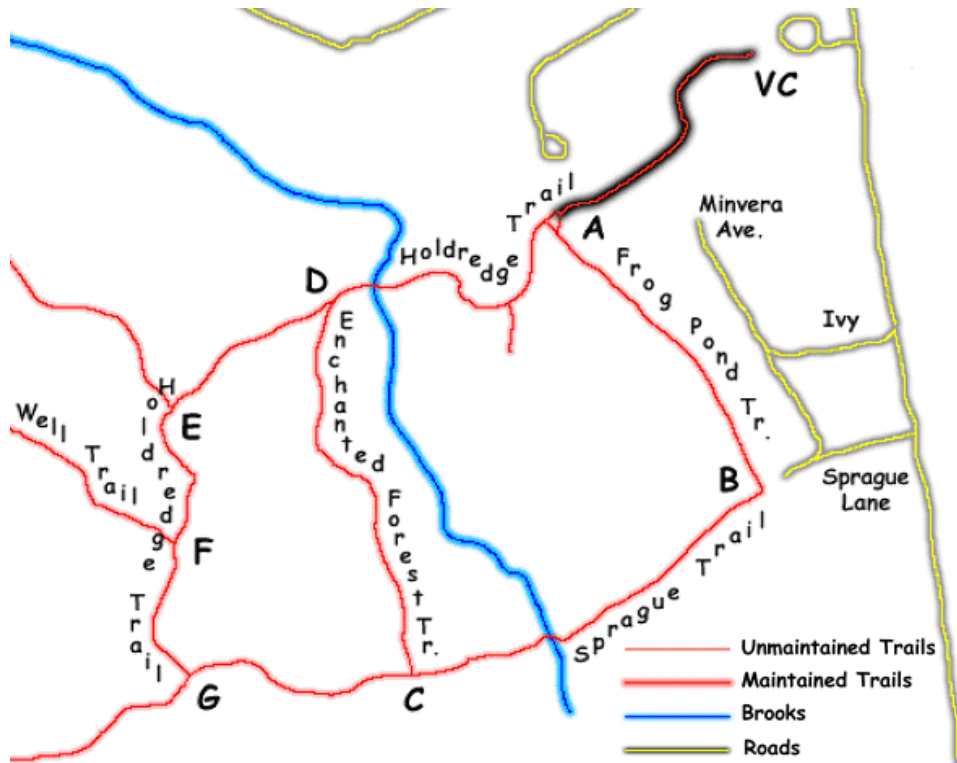 VC
Trail
A
Minvera
Ave.
Holdredge
Frog Pond Tr.
D
Ivy
Enchanted Forest Tr.
Holdredge Trail
E
Well Trail
B
Sprague
Lane
F
Sprague Trail
G
C
Unmaintained Trails
Maintained Trails
Brooks
Roads